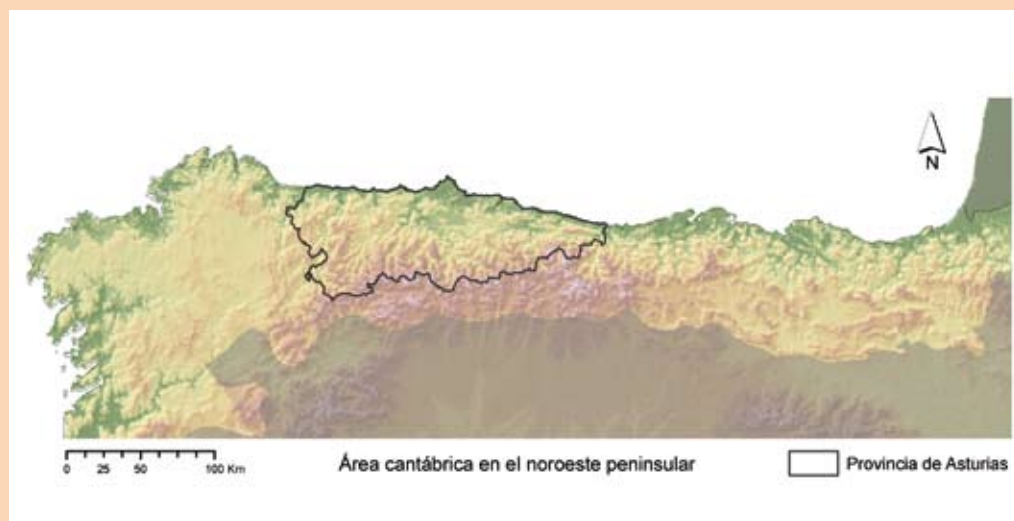 N
0 25 50 100 Km
Área cantábrica en el noroeste peninsular
Provincia de Asturias